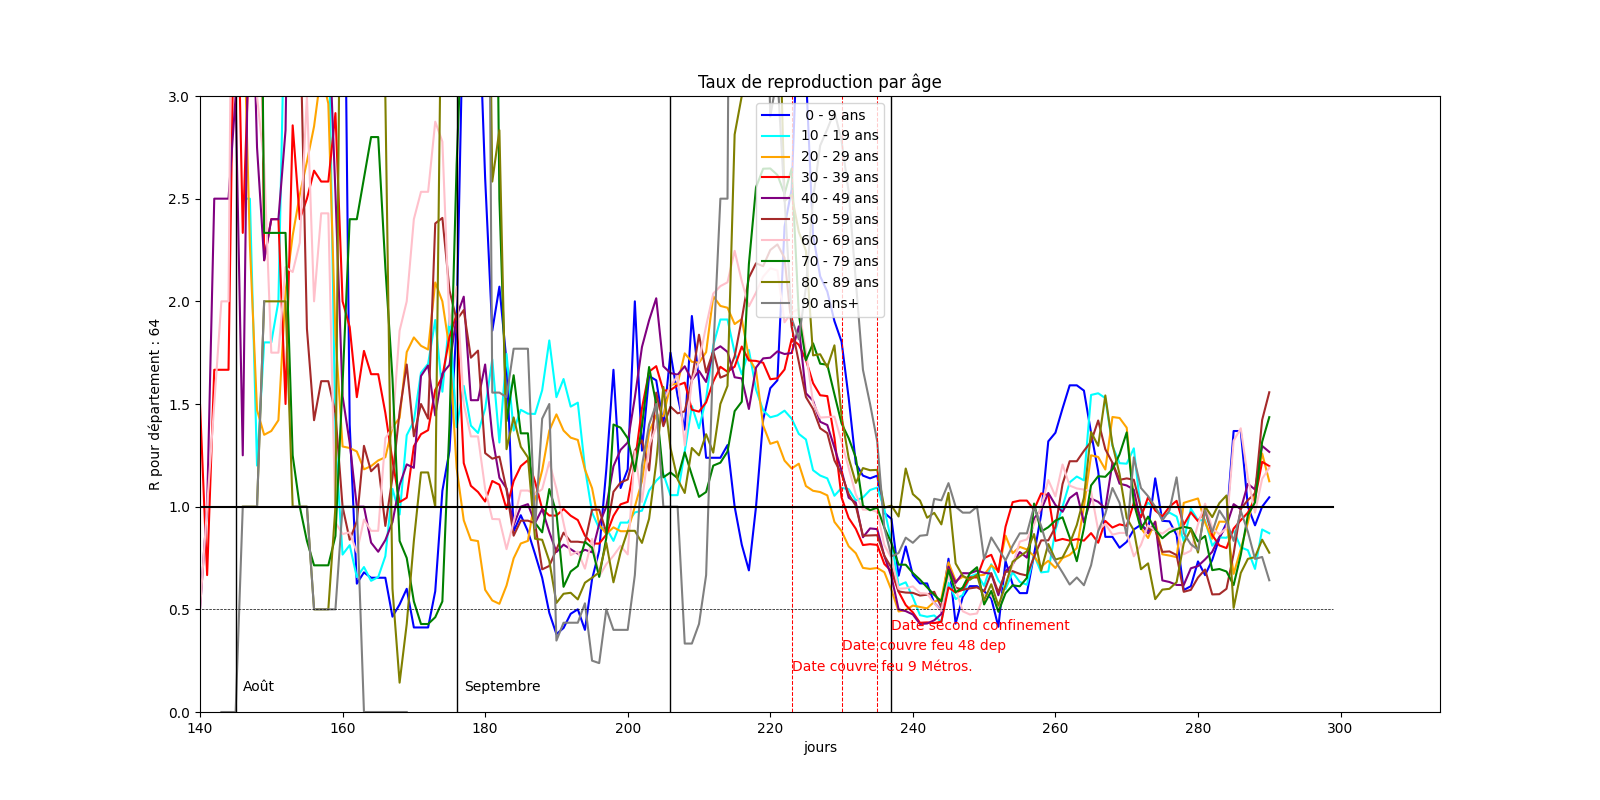 Taux de reproduction par âge
R pour département : 64
3.0
2.5
2.0
1.5
1.0
0.5
0.0
0 - 9 ans
10 - 19 ans
20 - 29 ans
30 - 39 ans
40 - 49 ans
50 - 59 ans
60 - 69 ans
70 - 79 ans
80 - 89 ans
90 ans+
Date second confinement
Date couvre feu 48 dep
Date couvre feu 9 Métros.
Août
Septembre
140
160
180
200
220
240
260
280
300
jours